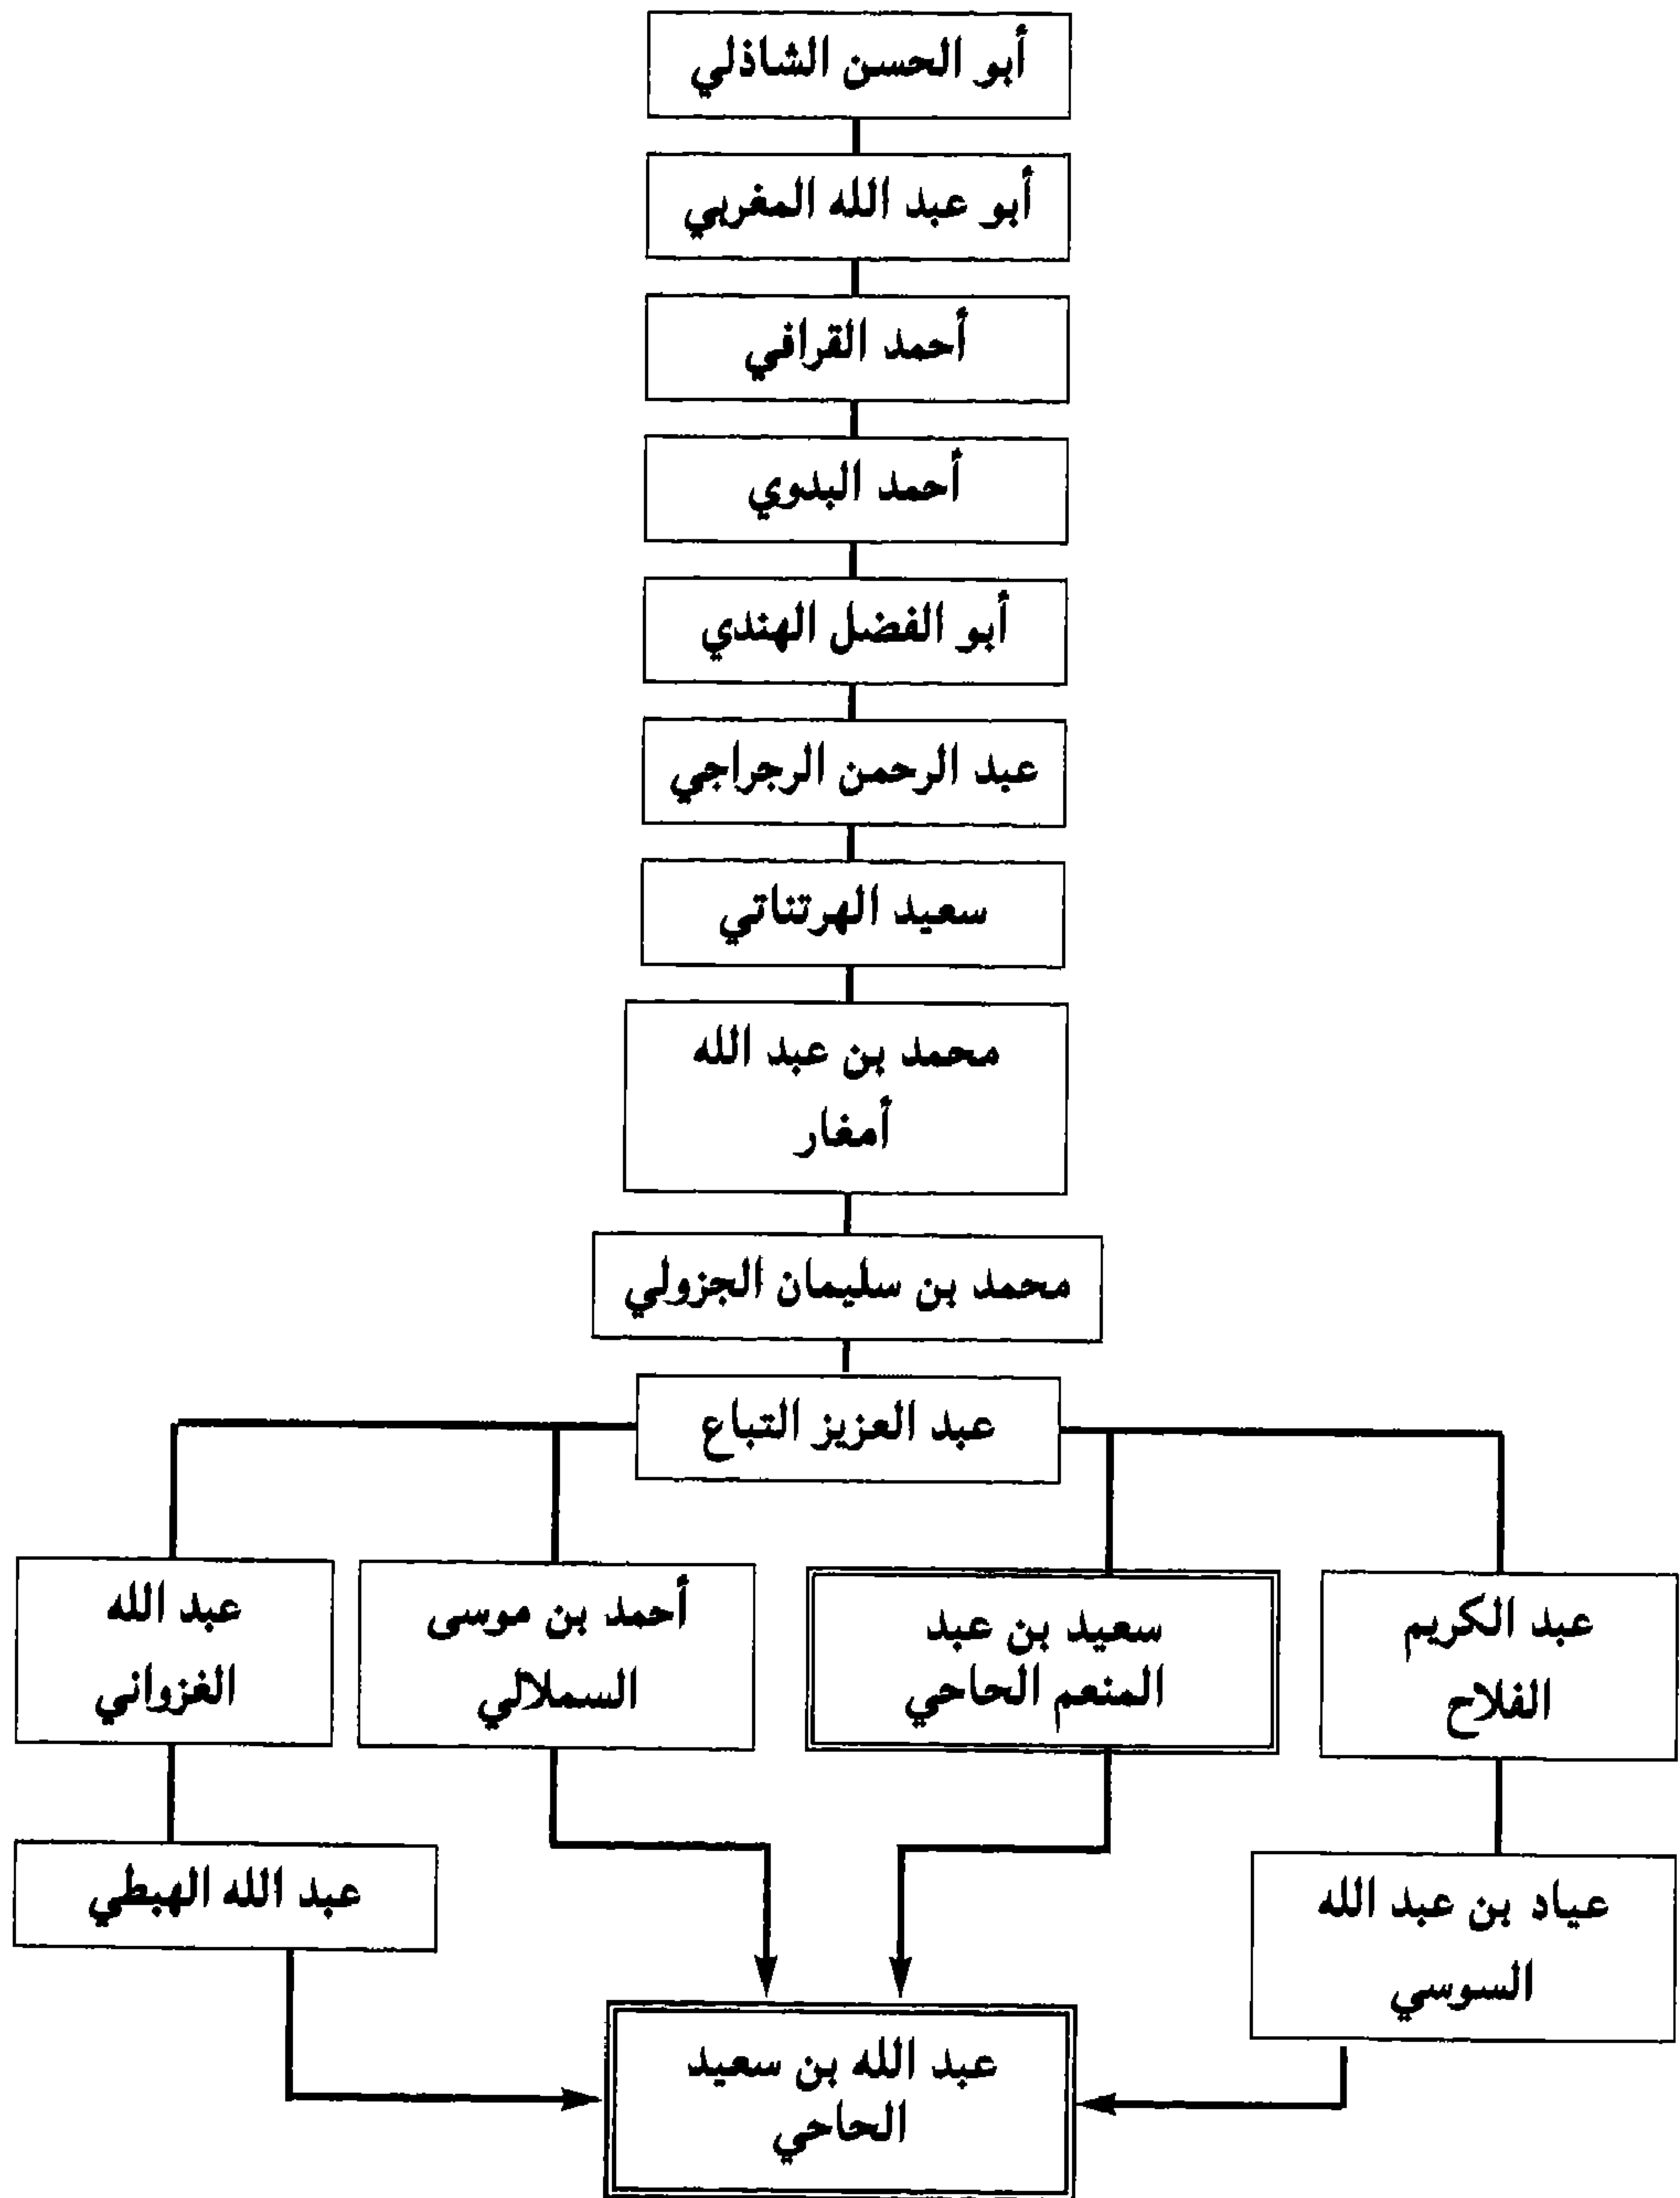 أبو الحسن الشاذلي
أبو عبد الله المغربي
أحمد القرافي
أحمد البدوي
أبو الفضل الهندي
عبد الرحمن الرجراجي
سعيد الهرتناتي
محمد بن عبد الله
أمغار
محمد بن سليمان الجزولي
عبد العزيز التباع
عبد الكريم
الفلاح
سعيد بن عبد
المنعم الحاحي
أحمد بن موسى
السملالي
عبد الله
الغزواني
عياد بن عبد الله
السوسي
عبد الله الهبطي
عبد الله بن سعيد
الحاحي